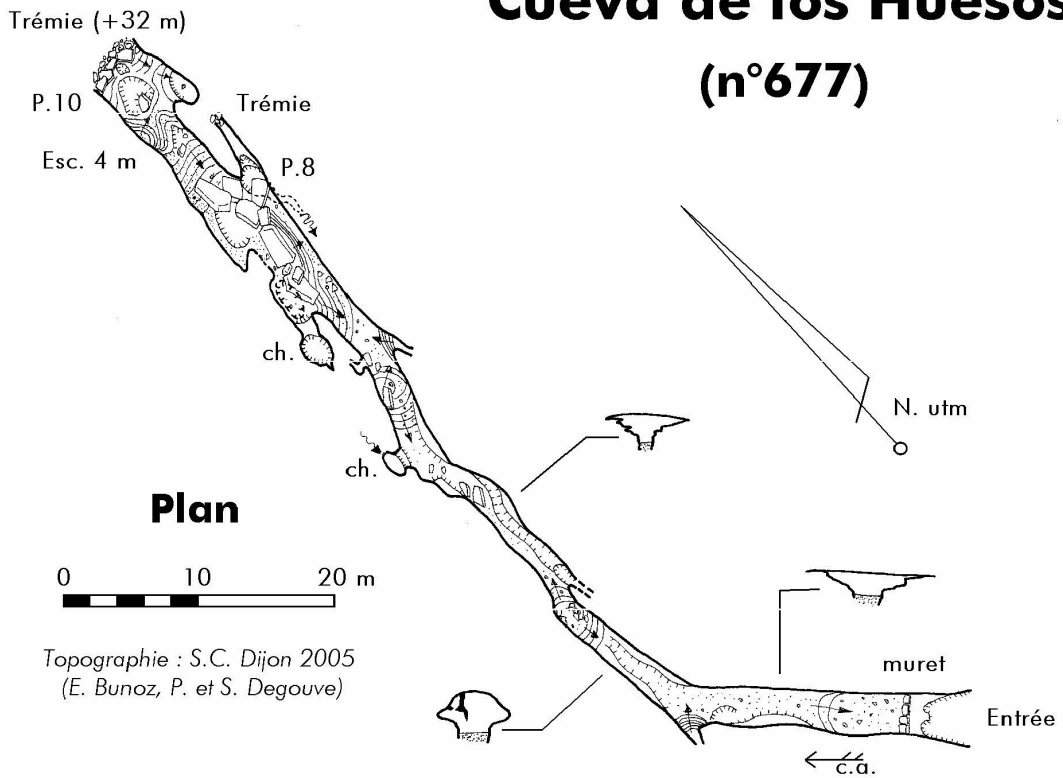 Cueva de los Huesos
(n°677)
Trémie (+32 m)
P.10
Trémie
Esc. 4 m
P.8
ch.
N. utm
ch.
Plan
0 10 20 m
Topographie : S.C. Dijon 2005
(E. Bunoz, P. et S. Degouve)
muret
Entrée
c.a.